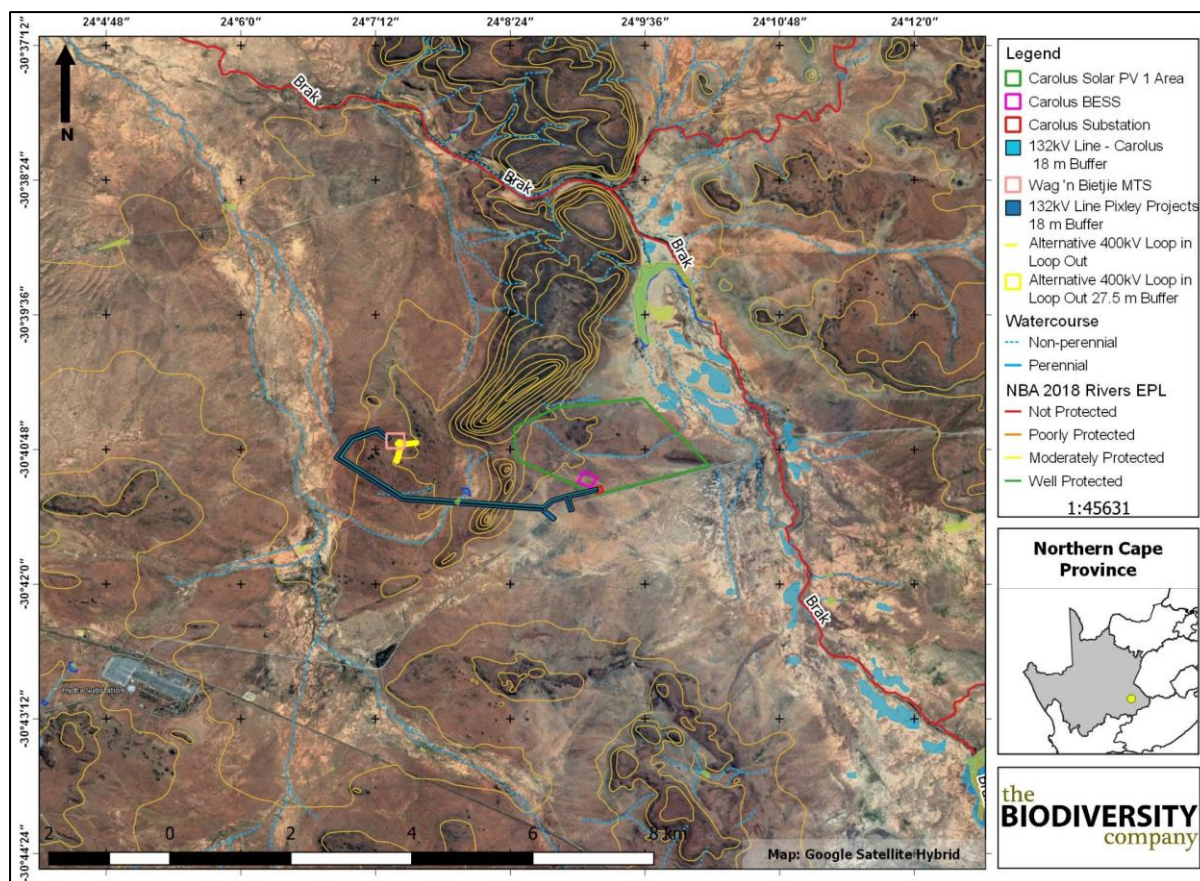 24°4′48″
24°6′0″
24°7′12″
24°8′24″
24°9′36″
24°10′48″
24°12′0″
-30°37′12″
-30°38′24″
-30°39′36″
-30°40′48″
-30°42′0″
-30°43′12″
-30°44′24″
N
Brak
Brak
Brak
Brak
Hydra Substation
2 0 2 4 6 8 km
Map: Google Satellite Hybrid
Legend
Carolus Solar PV 1 Area
Carolus BESS
Carolus Substation
132kV Line - Carolus
18 m Buffer
Wag 'n Bietjie MTS
132kV Line Pixley Projects
18 m Buffer
Alternative 400kV Loop in
Loop Out
Alternative 400kV Loop in
Loop Out 27.5 m Buffer
Watercourse
Non-perennial
Perennial
NBA 2018 Rivers EPL
Not Protected
Poorly Protected
Moderately Protected
Well Protected
1:45631
Northern Cape
Province
the
BIODIVERSITY
company